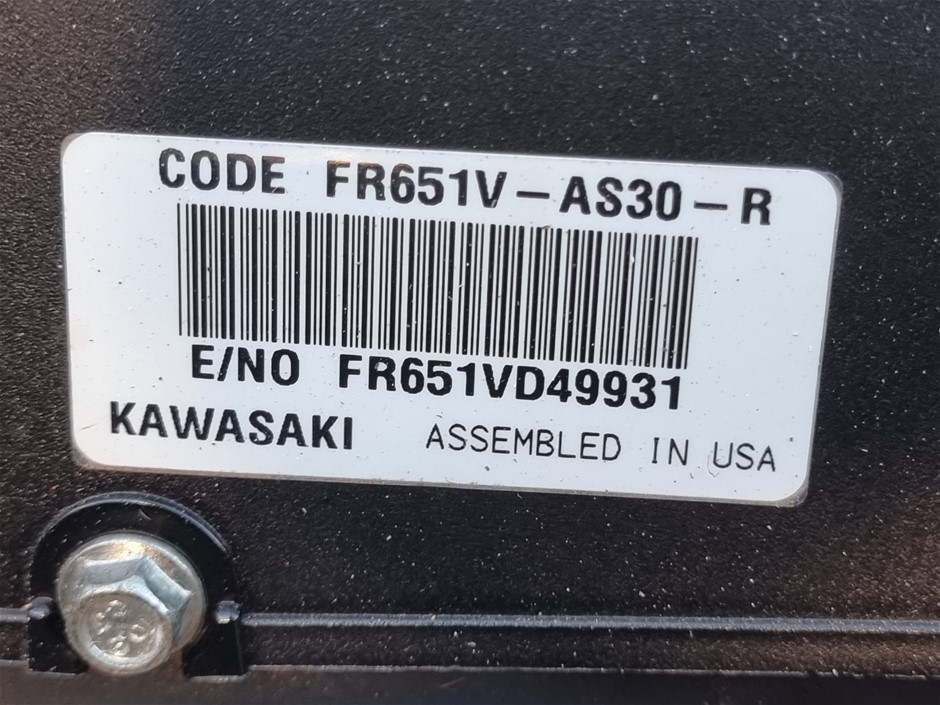 CODE FR651V-AS30-R
E/NO FR651VD49931
KAWASAKI ASSEMBLED IN USA